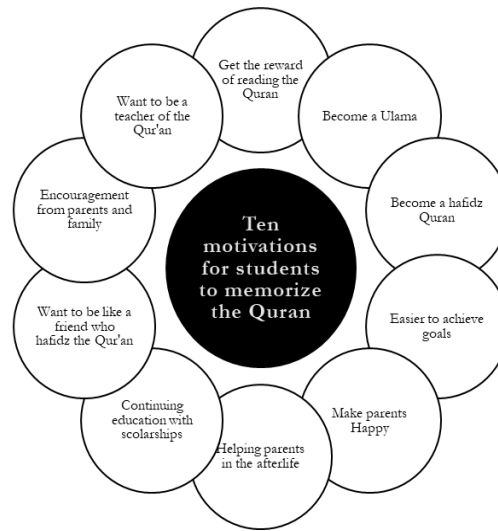 Get the reward
of reading the
Quran
Become a Ulama
Become a hafidz
Quran
Easier to achieve
goals
Make parents
Happy
Helping parents
in the afterlife
Continuing
education with
scolarships
Want to be like a
friend who
hafidz the Qur'an
Encouragement
from parents and
family
Want to be a
teacher of the
Qur'an
Ten
motivations
for students
to memorize
the Quran